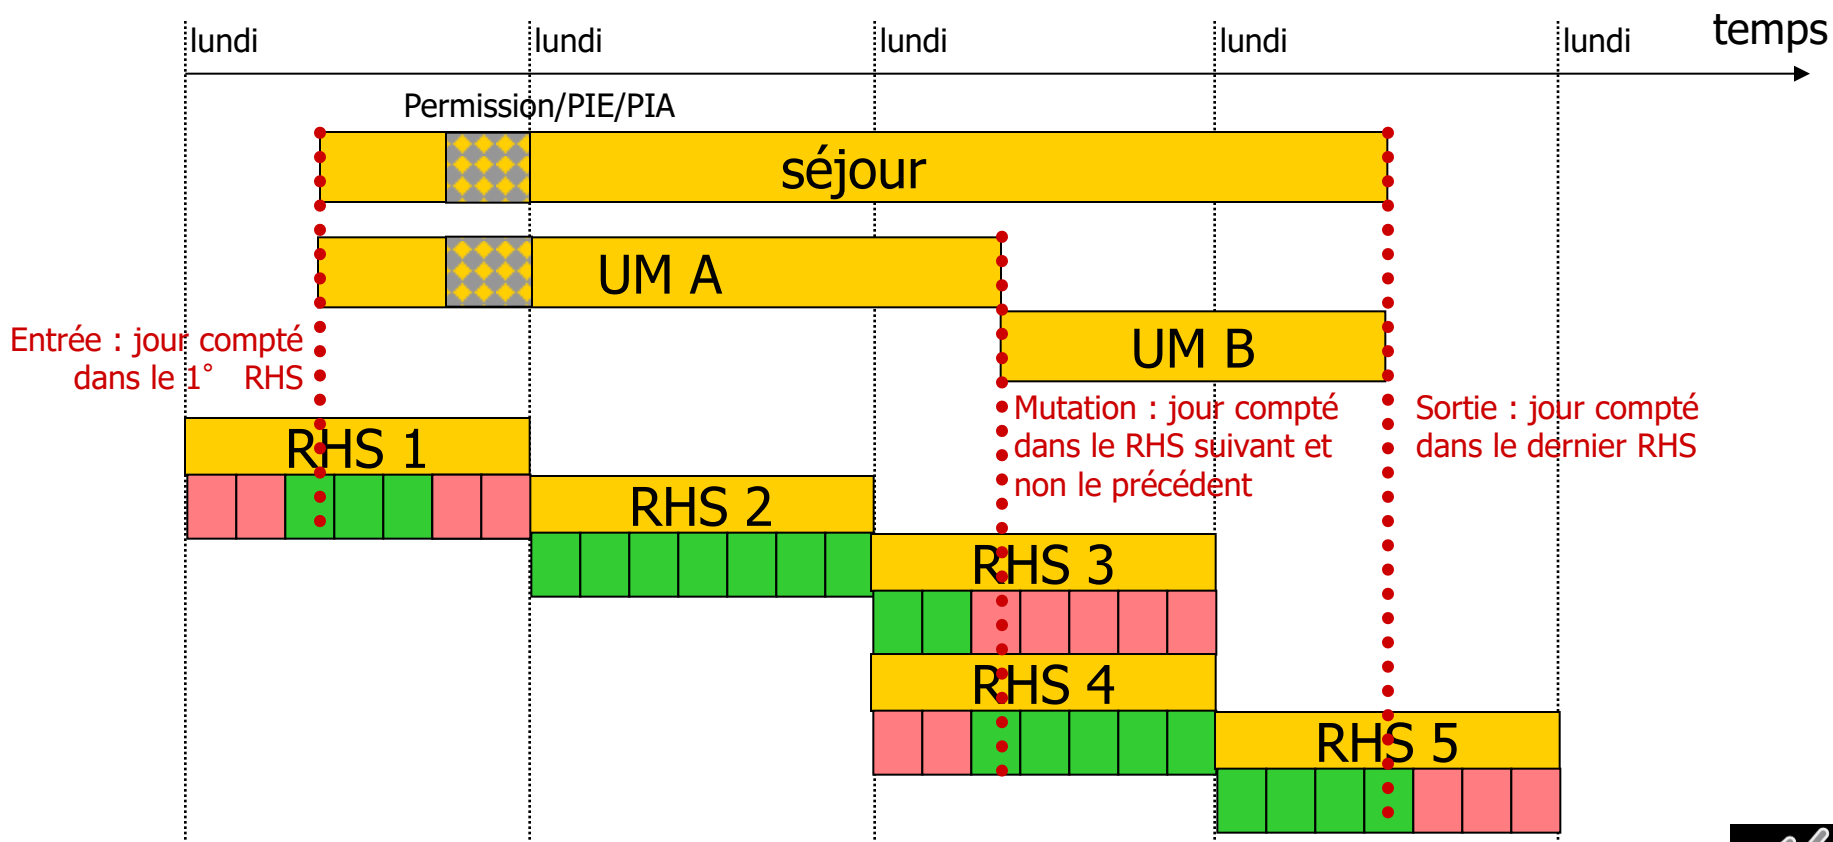 lundi lundi lundi lundi lundi temps
Permission/PIE/PIA
séjour
UM A
UM B
Entrée : jour compté
dans le 1° RHS
Mutation : jour compté
dans le RHS suivant et
non le précédent
Sortie : jour compté
dans le dernier RHS
RHS 1
RHS 2
RHS 3
RHS 4
RHS 5